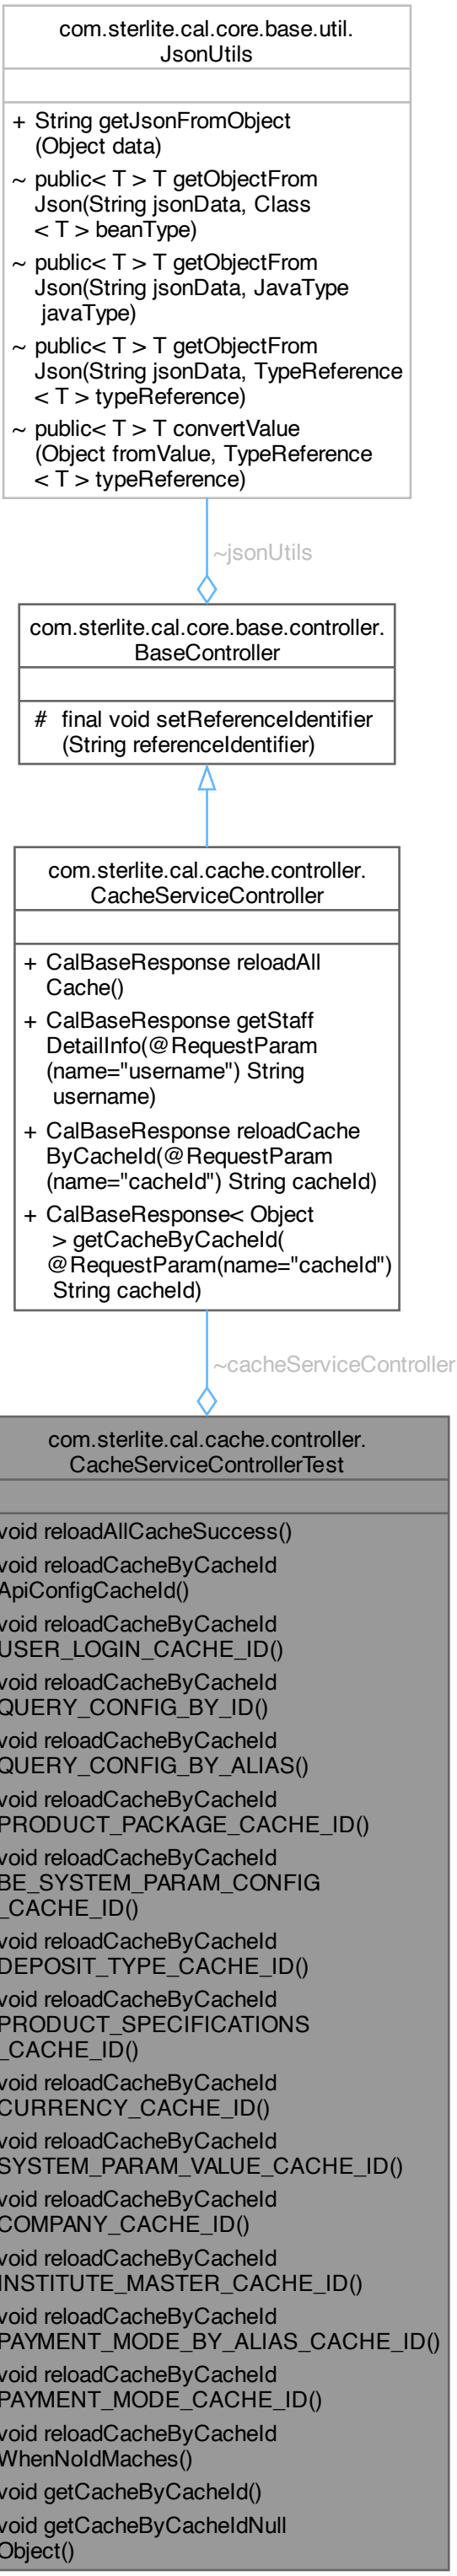 com.sterlite.cal.core.base.util.
JsonUtils
+ String getJsonFromObject
(Object data)
~ public< T > T getObjectFrom
Json(String jsonData, Class
< T > beanType)
~ public< T > T getObjectFrom
Json(String jsonData, JavaType
javaType)
~ public< T > T getObjectFrom
Json(String jsonData, TypeReference
< T > typeReference)
~ public< T > T convertValue
(Object fromValue, TypeReference
< T > typeReference)
~jsonUtils
com.sterlite.cal.core.base.controller.
BaseController
# final void setReferenceIdentifier
(String referenceIdentifier)
com.sterlite.cal.cache.controller.
CacheServiceController
+ CalBaseResponse reloadAll
Cache()
+ CalBaseResponse getStaff
DetailInfo(@RequestParam
(name="username") String
username)
+ CalBaseResponse reloadCache
ByCacheId(@RequestParam
(name="cacheId") String cacheId)
+ CalBaseResponse< Object
> getCacheByCacheId(
@RequestParam(name="cacheId")
String cacheId)
~cacheServiceController
com.sterlite.cal.cache.controller.
CacheServiceControllerTest
void reloadAllCacheSuccess()
void reloadCacheByCacheId
ApiConfigCacheId()
void reloadCacheByCacheId
USER_LOGIN_CACHE_ID()
void reloadCacheByCacheId
QUERY_CONFIG_BY_ID()
void reloadCacheByCacheId
QUERY_CONFIG_BY_ALIAS()
void reloadCacheByCacheId
PRODUCT_PACKAGE_CACHE_ID()
void reloadCacheByCacheId
BE_SYSTEM_PARAM_CONFIG
_CACHE_ID()
void reloadCacheByCacheId
DEPOSIT_TYPE_CACHE_ID()
void reloadCacheByCacheId
PRODUCT_SPECIFICATIONS
_CACHE_ID()
void reloadCacheByCacheId
CURRENCY_CACHE_ID()
void reloadCacheByCacheId
SYSTEM_PARAM_VALUE_CACHE_ID()
void reloadCacheByCacheId
COMPANY_CACHE_ID()
void reloadCacheByCacheId
INSTITUTE_MASTER_CACHE_ID()
void reloadCacheByCacheId
PAYMENT_MODE_BY_ALIAS_CACHE_ID()
void reloadCacheByCacheId
PAYMENT_MODE_CACHE_ID()
void reloadCacheByCacheId
WhenNoIdMaches()
void getCacheByCacheId()
void getCacheByCacheIdNull
Object()